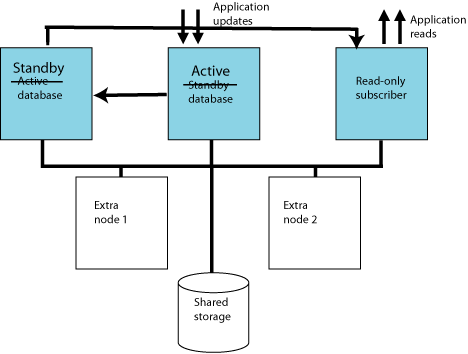 Application
updates
Application
reads
Standby
Active
database
Active
Standby
database
Read-only
subscriber
Extra
node 1
Extra
node 2
Shared
storage